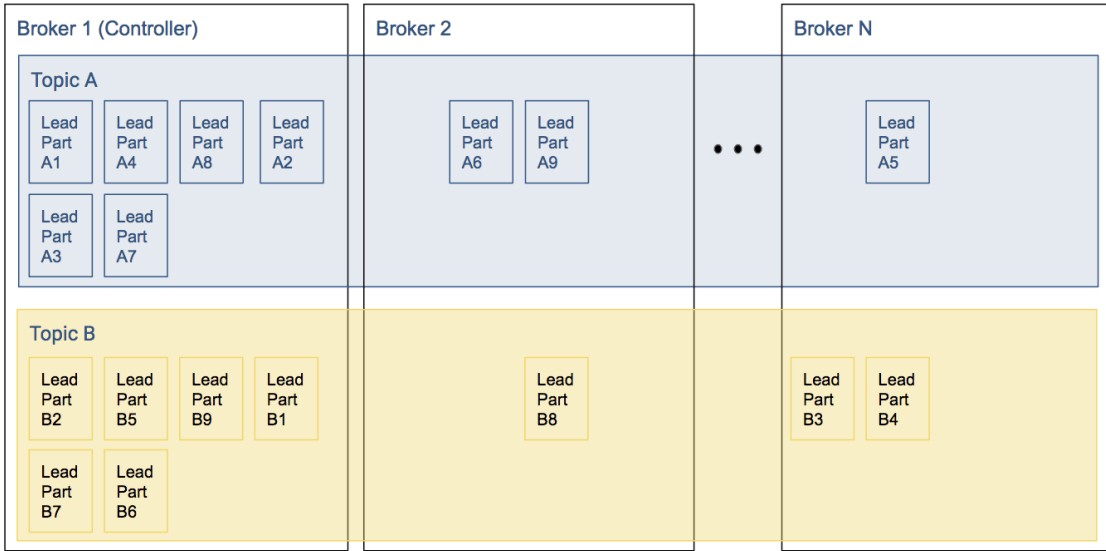 Broker 1 (Controller)
Broker 2
Broker N
Topic A
Lead
Part
A1
Lead
Part
A4
Lead
Part
A8
Lead
Part
A2
Lead
Part
A6
Lead
Part
A9
Lead
Part
A5
Lead
Part
A3
Lead
Part
A7
Topic B
Lead
Part
B2
Lead
Part
B5
Lead
Part
B9
Lead
Part
B1
Lead
Part
B8
Lead
Part
B3
Lead
Part
B4
Lead
Part
B7
Lead
Part
B6